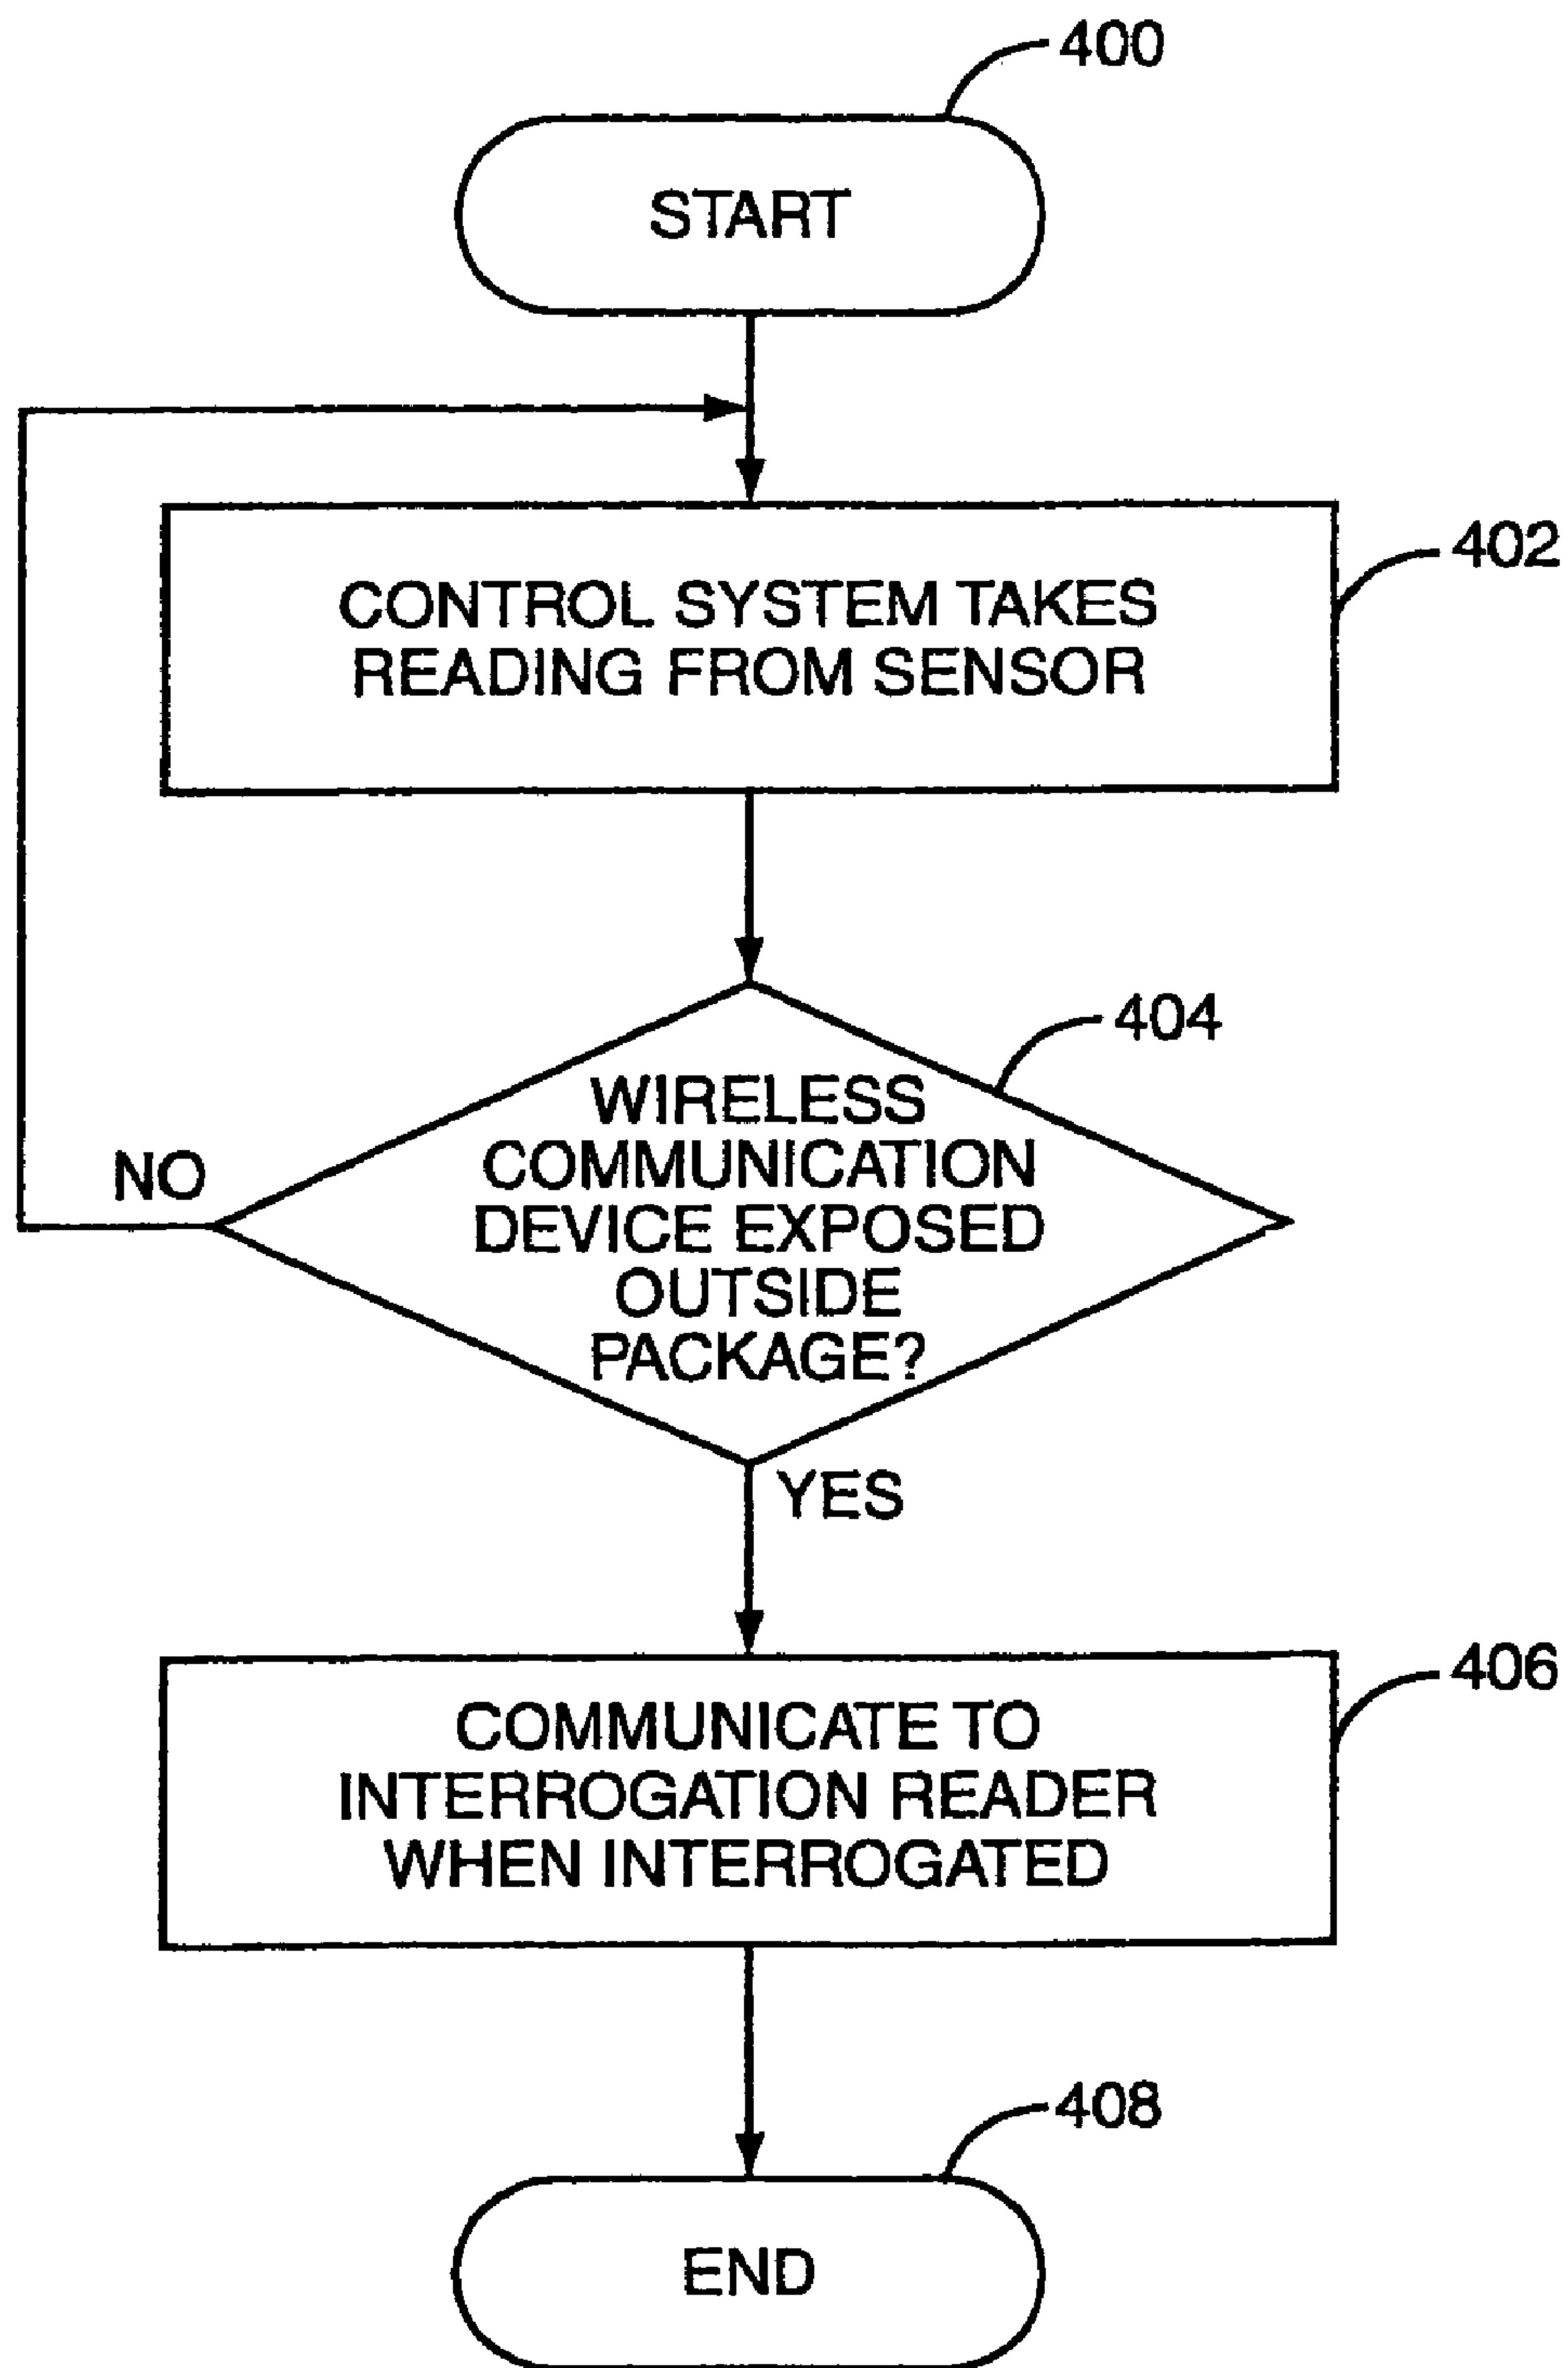 400
START
CONTROL SYSTEM TAKES
READING FROM SENSOR
402
404
WIRELESS
COMMUNICATION
DEVICE EXPOSED
OUTSIDE
PACKAGE?
NO
YES
COMMUNICATE TO
INTERROGATION READER
WHEN INTERROGATED
406
408
END